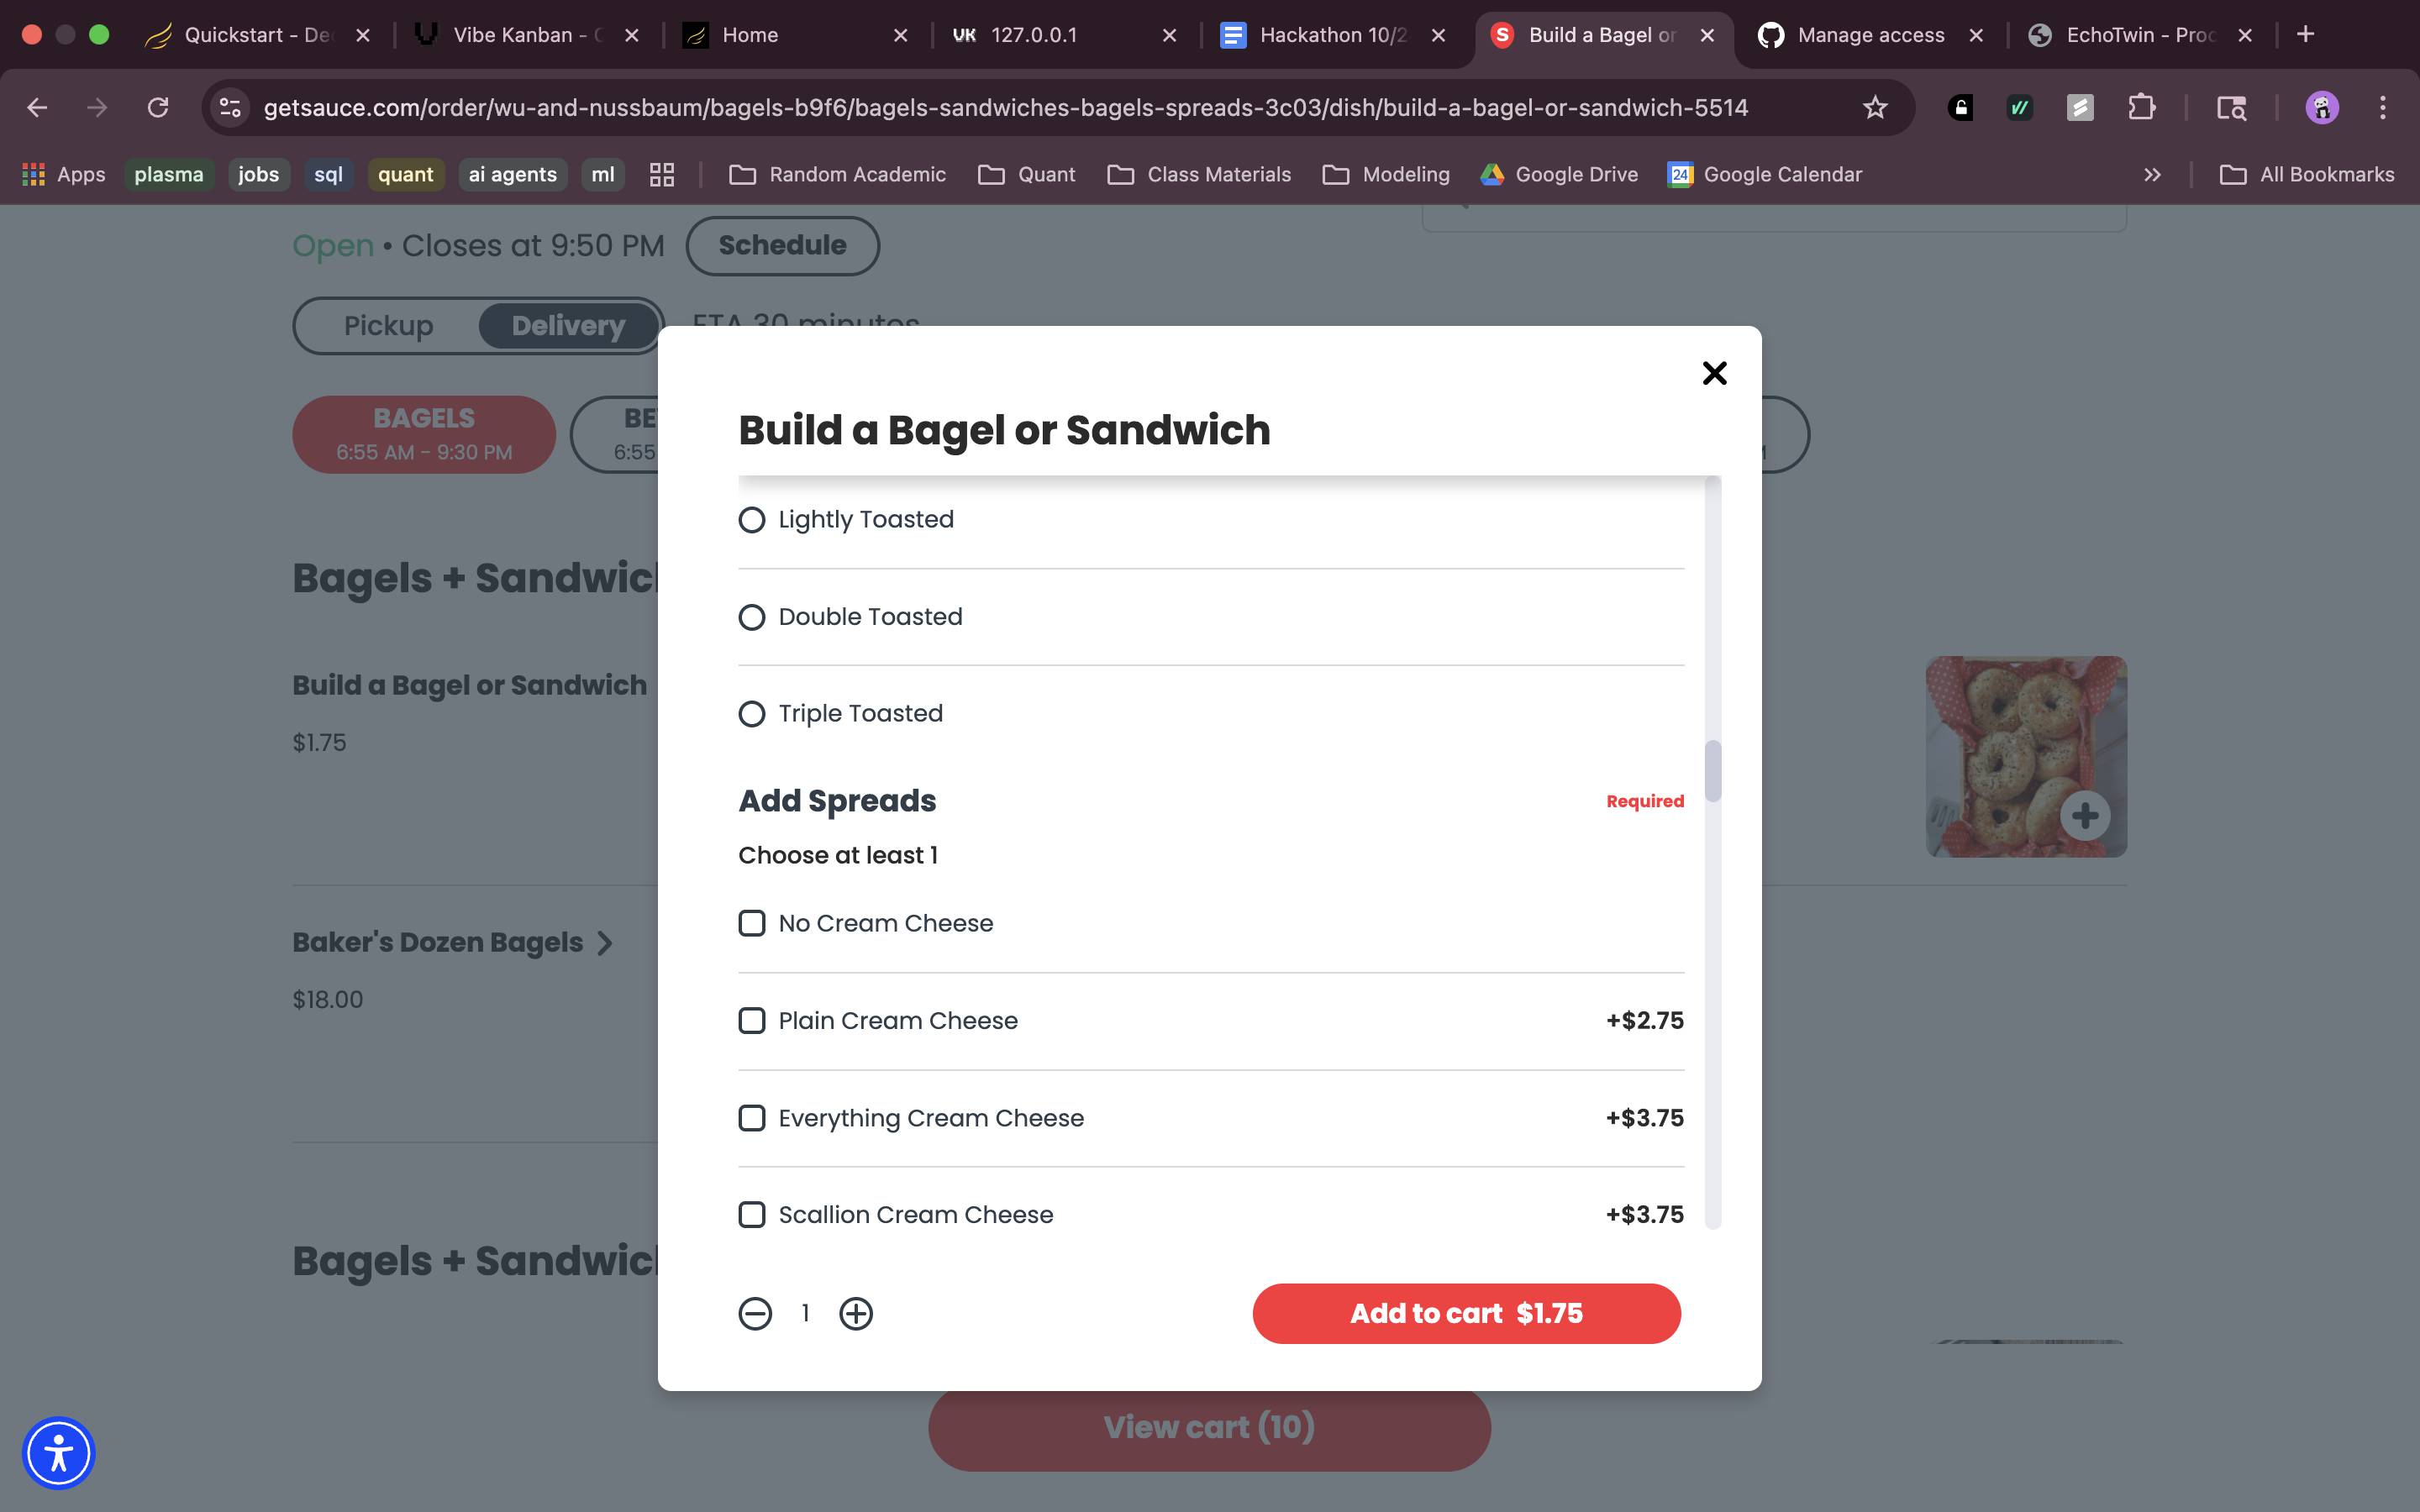 Quickstart - De
Vibe Kanban - C
Home
127.0.0.1
Hackathon 10/2
Build a Bagel or
Manage access
EchoTwin - Proc
getsauce.com/order/wu-and-nussbaum/bagels-b9f6/bagels-sandwiches-bagels-spreads-3c03/dish/build-a-bagel-or-sandwich-5514
Apps
plasma
jobs
sql
quant
ai agents
ml
Random Academic
Quant
Class Materials
Modeling
Google Drive
24
Google Calendar
All Bookmarks
Open • Closes at 9:50 PM
Schedule
Pickup
Delivery
ETA 30 minutes
BAGELS
6:55 AM - 9:30 PM
BE
6:55
Bagels + Sandwich
Build a Bagel or Sandwich
$1.75
Baker's Dozen Bagels
$18.00
Bagels + Sandwich
Build a Bagel or Sandwich
Lightly Toasted
Double Toasted
Triple Toasted
Add Spreads
Required
Choose at least 1
No Cream Cheese
Plain Cream Cheese
+$2.75
Everything Cream Cheese
+$3.75
Scallion Cream Cheese
+$3.75
1
Add to cart $1.75
View cart (10)